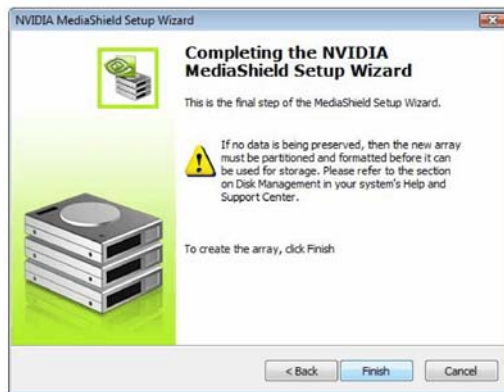 NVIDIA MediaShield Setup Wizard
Completing the NVIDIA
MediaShield Setup Wizard
This is the final step of the MediaShield Setup Wizard.
If no data is being preserved, then the new array
must be partitioned and formatted before it can
be used for storage. Please refer to the section
on Disk Management in your system's Help and
Support Center.
To create the array, click Finish
< Back
Finish
Cancel